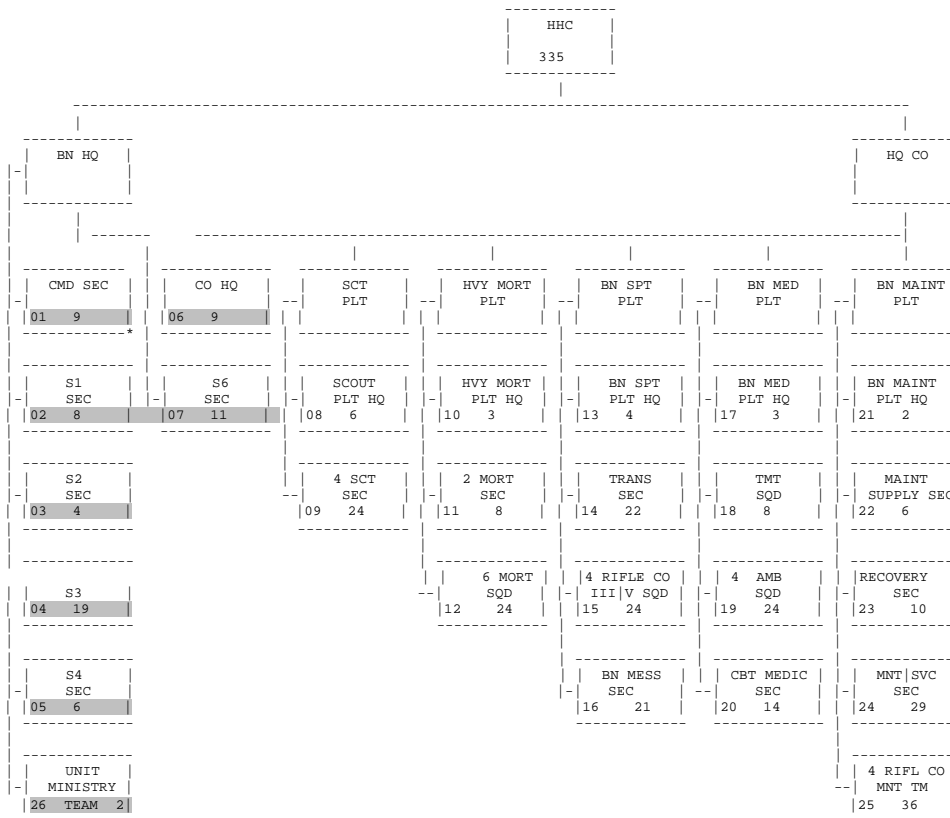 HHC
335
BN HQ
HQ CO
CMD SEC
01 9
*
CO HQ
06 9
SCT
PLT
HVY MORT
PLT
BN SPT
PLT
BN MED
PLT
BN MAINT
PLT
S1
SEC
02 8
S6
SEC
07 11
SCOUT
PLT HQ
08 6
HVY MORT
PLT HQ
10 3
BN SPT
PLT HQ
13 4
BN MED
PLT HQ
17 3
BN MAINT
PLT HQ
21 2
S2
SEC
03 4
4 SCT
SEC
09 24
2 MORT
SEC
11 8
TRANS
SEC
14 22
TMT
SQD
18 8
MAINT
SUPPLY SEC
22 6
S3
04 19
6 MORT
SQD
12 24
4 RIFLE CO
III|V SQD
15 24
4 AMB
SQD
19 24
RECOVERY
SEC
23 10
S4
SEC
05 6
BN MESS
SEC
16 21
CBT MEDIC
SEC
20 14
MNT|SVC
SEC
24 29
UNIT
MINISTRY
26 TEAM 2
4 RIFL CO
MNT TM
25 36